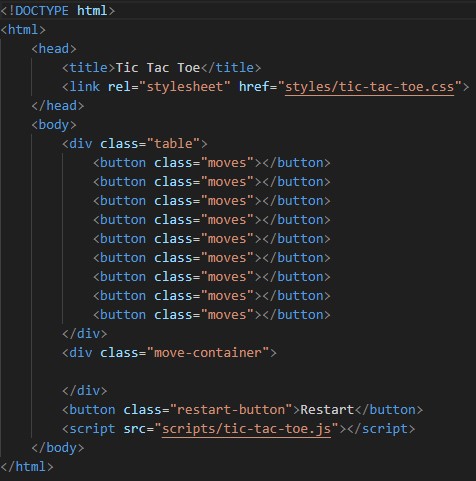 <!DOCTYPE html>
<html>
<head>
<title>Tic Tac Toe</title>
<link rel="stylesheet" href="styles/tic-tac-toe.css">
</head>
<body>
<div class="table">
<button class="moves"></button>
<button class="moves"></button>
<button class="moves"></button>
<button class="moves"></button>
<button class="moves"></button>
<button class="moves"></button>
<button class="moves"></button>
<button class="moves"></button>
<button class="moves"></button>
</div>
<div class="move-container">
</div>
<button class="restart-button">Restart</button>
<script src="scripts/tic-tac-toe.js"></script>
</body>
</html>